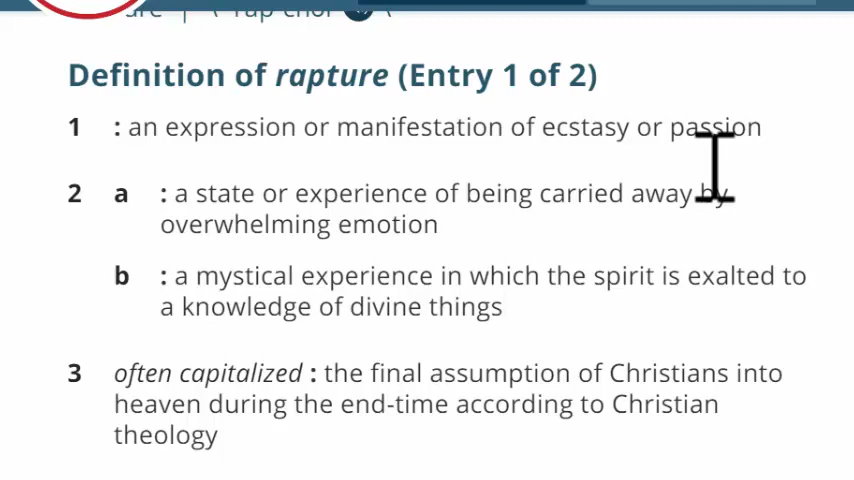 Definition of rapture (Entry 1 of 2)
1 : an expression or manifestation of ecstasy or passion
2 a : a state or experience of being carried away by
overwhelming emotion
b : a mystical experience in which the spirit is exalted to
a knowledge of divine things
3 often capitalized : the final assumption of Christians into
heaven during the end-time according to Christian
theology